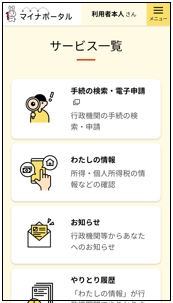 マイナポータル
利用者本人 さん
メニュー
サービス一覧
手続の検索・電子申請
行政機関の手続の検
索・申請
わたしの情報
所得・個人所得税の情
報などの確認
お知らせ
行政機関等からあなた
へのお知らせ
やりとり履歴
「わたしの情報」が行